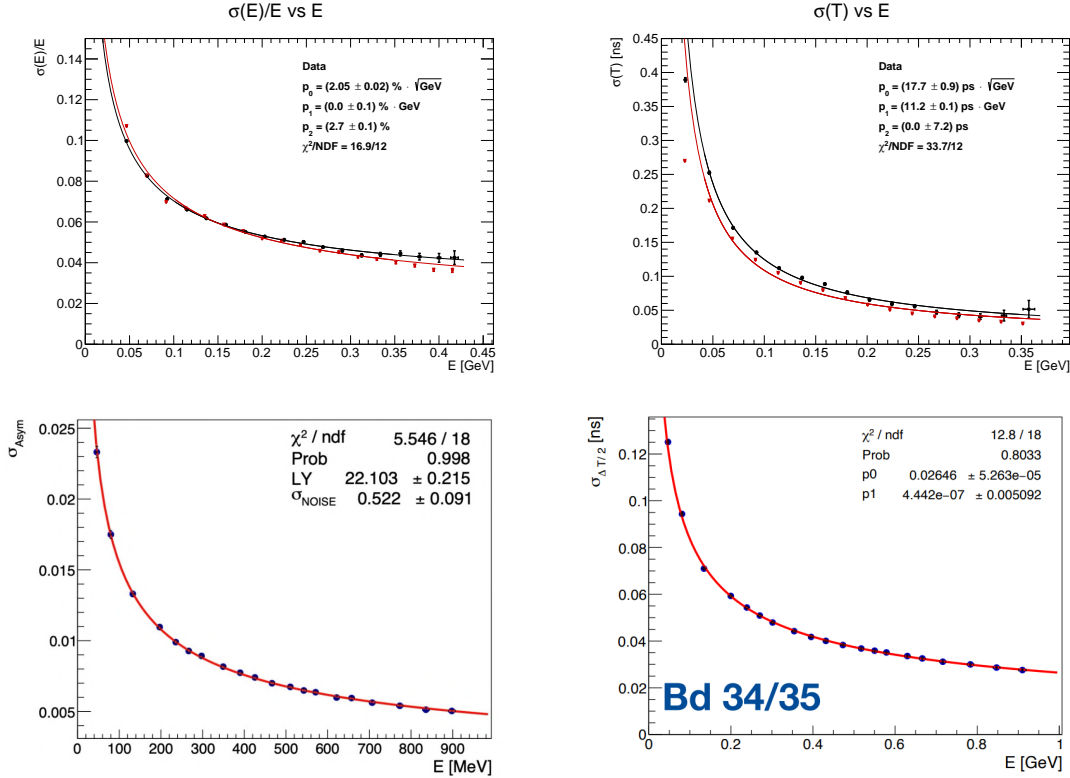 σ(E)/E vs E
σ(E)/E
0.14
0.12
0.1
0.08
0.06
0.04
0.02
0
Data
p0 = (2.05 ± 0.02) % · √GeV
p1 = (0.0 ± 0.1) % · GeV
p2 = (2.7 ± 0.1) %
χ²/NDF = 16.9/12
0 0.05 0.1 0.15 0.2 0.25 0.3 0.35 0.4 0.45
E [GeV]
σ(T) vs E
σ(T) [ns]
0.45
0.4
0.35
0.3
0.25
0.2
0.15
0.1
0.05
0
Data
p0 = (17.7 ± 0.9) ps · √GeV
p1 = (11.2 ± 0.1) ps · GeV
p2 = (0.0 ± 7.2) ps
χ²/NDF = 33.7/12
0 0.05 0.1 0.15 0.2 0.25 0.3 0.35
E [GeV]
σAsym
0.025
0.02
0.015
0.01
0.005
χ² / ndf 5.546 / 18
Prob 0.998
LY 22.103 ± 0.215
σNOISE 0.522 ± 0.091
0 100 200 300 400 500 600 700 800 900
E [MeV]
σΔ T/ 2 [ns]
0.12
0.1
0.08
0.06
0.04
0.02
0
χ² / ndf 12.8 / 18
Prob 0.8033
p0 0.02646 ± 5.263e−05
p1 4.442e−07 ± 0.005092
Bd 34/35
0 0.2 0.4 0.6 0.8 1
E [GeV]